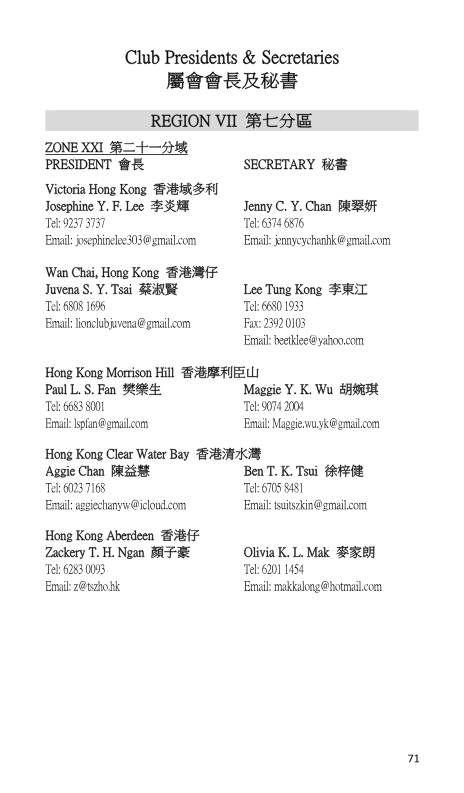 Club Presidents & Secretaries
屬會會長及秘書
REGION VII 第七分區
ZONE XXI 第二十一分域
PRESIDENT 會長 SECRETARY 秘書
Victoria Hong Kong 香港域多利
Josephine Y. F. Lee 李炎輝 Jenny C. Y. Chan 陳翠妍
Tel: 9237 3737 Tel: 6374 6876
Email: josephinelee303@gmail.com Email: jennycychanhk@gmail.com
Wan Chai, Hong Kong 香港灣仔
Juvena S. Y. Tsai 蔡淑賢 Lee Tung Kong 李東江
Tel: 6808 1696 Tel: 6680 1933
Email: lionclubjuvena@gmail.com Fax: 2392 0103
Email: beetklee@yahoo.com
Hong Kong Morrison Hill 香港摩利臣山
Paul L. S. Fan 樊樂生 Maggie Y. K. Wu 胡婉琪
Tel: 6683 8001 Tel: 9074 2004
Email: lspfan@gmail.com Email: Maggie.wu.yk@gmail.com
Hong Kong Clear Water Bay 香港清水灣
Aggie Chan 陳益慧 Ben T. K. Tsui 徐梓健
Tel: 6023 7168 Tel: 6705 8481
Email: aggiechanyw@icloud.com Email: tsuitszkin@gmail.com
Hong Kong Aberdeen 香港仔
Zackery T. H. Ngan 顏子豪 Olivia K. L. Mak 麥家朗
Tel: 6283 0093 Tel: 6201 1454
Email: z@tszho.hk Email: makkalong@hotmail.com
71